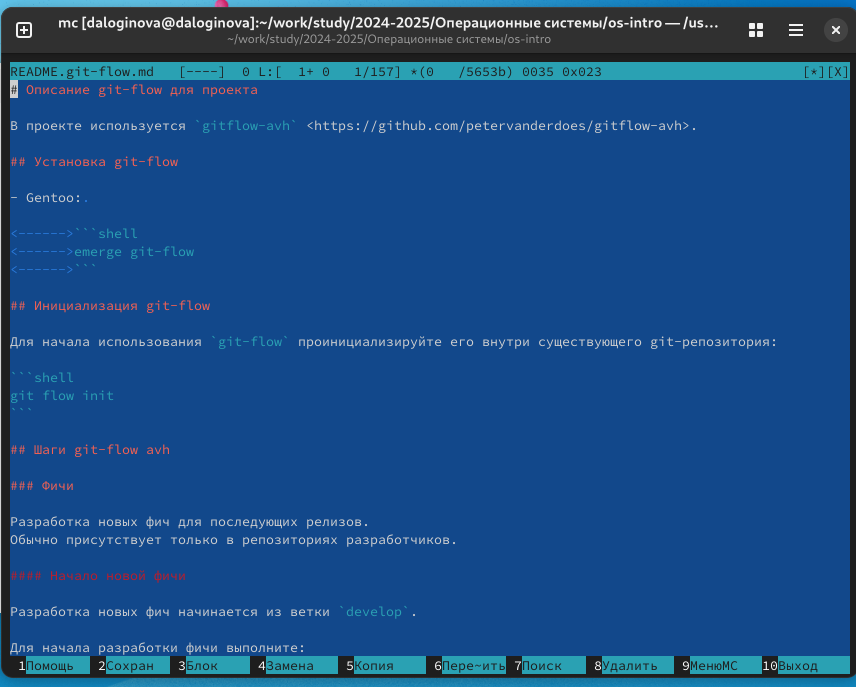 mc [daloginova@daloginova]:~/work/study/2024-2025/Операционные системы/os-intro — /us…
~/work/study/2024-2025/Операционные системы/os-intro
README.git-flow.md   [----]  0 L:[  1+ 0   1/157] *(0   /5653b) 0035 0x023   [*][X]
# Описание git-flow для проекта
В проекте используется `gitflow-avh` <https://github.com/petervanderdoes/gitflow-avh>.
## Установка git-flow
- Gentoo:.
<------>```shell
<------>emerge git-flow
<------>```
## Инициализация git-flow
Для начала использования `git-flow` проинициализируйте его внутри существующего git-репозитория:
```shell
git flow init
```
## Шаги git-flow avh
### Фичи
Разработка новых фич для последующих релизов.
Обычно присутствует только в репозиториях разработчиков.
#### Начало новой фичи
Разработка новых фич начинается из ветки `develop`.
Для начала разработки фичи выполните:
1Помощь 2Сохран 3Блок 4Замена 5Копия 6Пере~ить 7Поиск 8Удалить 9МенюMC 10Выход